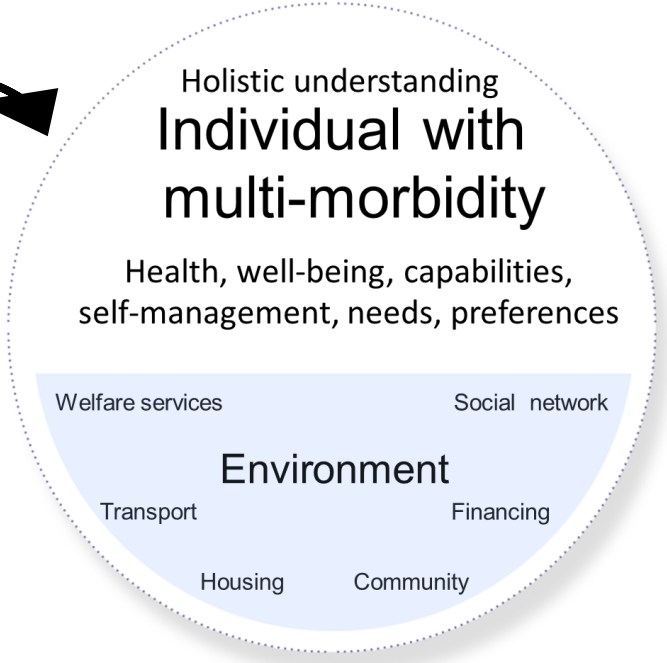 Holistic understanding
Individual with
multi-morbidity
Health, well-being, capabilities,
self-management, needs, preferences
Welfare services
Social network
Environment
Transport
Financing
Housing
Community